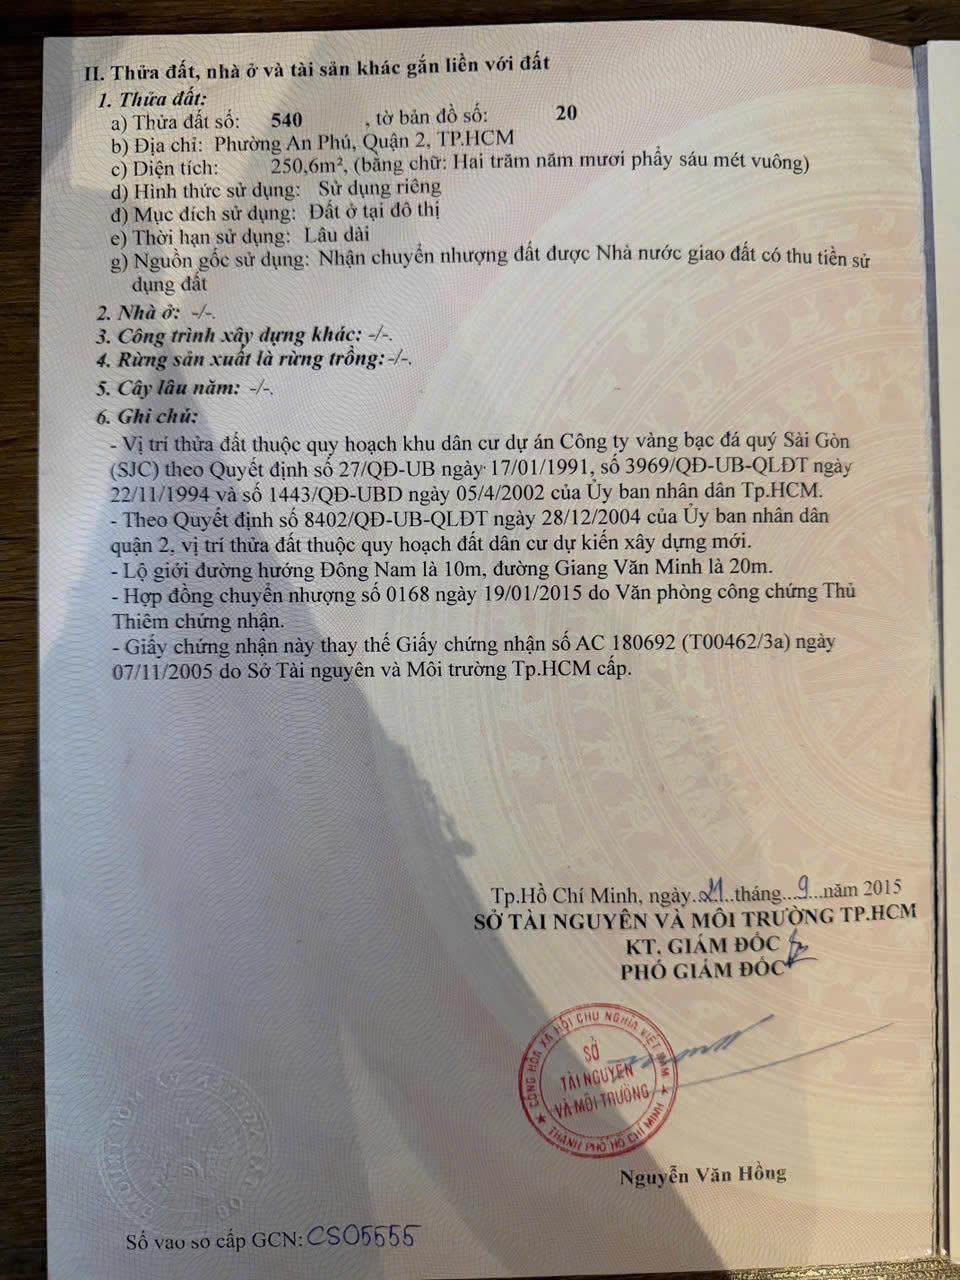 II. Thửa đất, nhà ở và tài sản khác gắn liền với đất
1. Thửa đất:
a) Thửa đất số: 540 , tờ bản đồ số: 20
b) Địa chỉ: Phường An Phú, Quận 2, TP.HCM
c) Diện tích: 250,6m², (bằng chữ: Hai trăm năm mươi phẩy sáu mét vuông)
d) Hình thức sử dụng: Sử dụng riêng
đ) Mục đích sử dụng: Đất ở tại đô thị
e) Thời hạn sử dụng: Lâu dài
g) Nguồn gốc sử dụng: Nhận chuyển nhượng đất được Nhà nước giao đất có thu tiền sử
dụng đất
2. Nhà ở: -/-.
3. Công trình xây dựng khác: -/-.
4. Rừng sản xuất là rừng trồng: -/-.
5. Cây lâu năm: -/-.
6. Ghi chú:
- Vị trí thửa đất thuộc quy hoạch khu dân cư dự án Công ty vàng bạc đá quý Sài Gòn
(SJC) theo Quyết định số 27/QĐ-UB ngày 17/01/1991, số 3969/QĐ-UB-QLĐT ngày
22/11/1994 và số 1443/QĐ-UBD ngày 05/4/2002 của Ủy ban nhân dân Tp.HCM.
- Theo Quyết định số 8402/QĐ-UB-QLĐT ngày 28/12/2004 của Ủy ban nhân dân
quận 2, vị trí thửa đất thuộc quy hoạch đất dân cư dự kiến xây dựng mới.
- Lộ giới đường hướng Đông Nam là 10m, đường Giang Văn Minh là 20m.
- Hợp đồng chuyển nhượng số 0168 ngày 19/01/2015 do Văn phòng công chứng Thủ
Thiêm chứng nhận.
- Giấy chứng nhận này thay thế Giấy chứng nhận số AC 180692 (T00462/3a) ngày
07/11/2005 do Sở Tài nguyên và Môi trường Tp.HCM cấp.
Tp.Hồ Chí Minh, ngày..21..tháng...9...năm 2015
SỞ TÀI NGUYÊN VÀ MÔI TRƯỜNG TP.HCM
KT. GIÁM ĐỐC
PHÓ GIÁM ĐỐC
CỘNG HÒA XÃ HỘI CHỦ NGHĨA VIỆT NAM
SỞ
TÀI NGUYÊN
VÀ MÔI TRƯỜNG
★ THÀNH PHỐ HỒ CHÍ MINH ★
Nguyễn Văn Hồng
Số vào sổ cấp GCN: CS05555